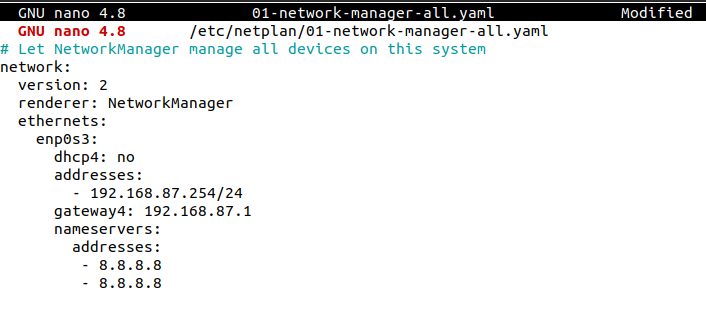 GNU nano 4.8              01-network-manager-all.yaml              Modified
  GNU nano 4.8       /etc/netplan/01-network-manager-all.yaml
# Let NetworkManager manage all devices on this system
network:
  version: 2
  renderer: NetworkManager
  ethernets:
    enp0s3:
      dhcp4: no
      addresses:
        - 192.168.87.254/24
      gateway4: 192.168.87.1
      nameservers:
        addresses:
         - 8.8.8.8
         - 8.8.8.8